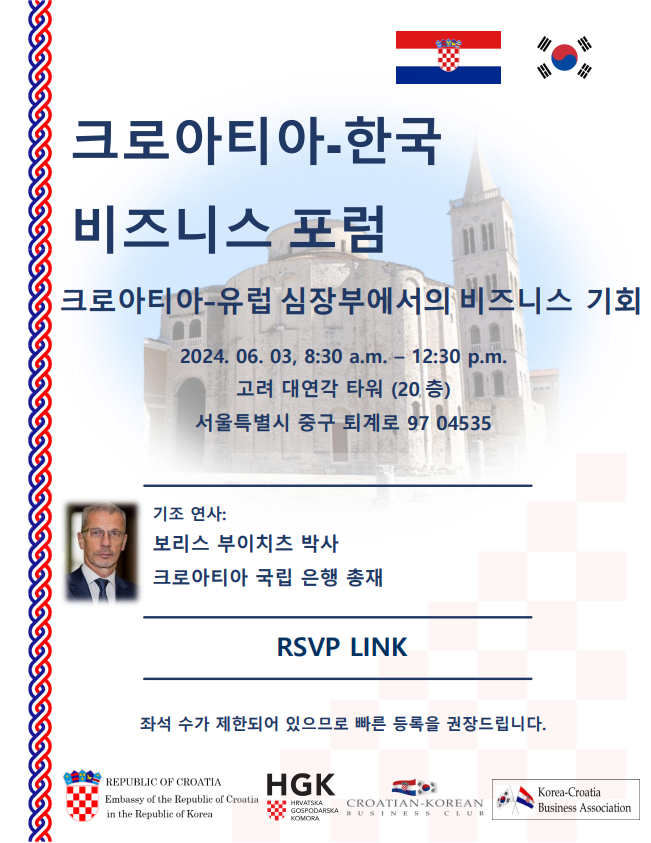 크로아티아-한국
비즈니스 포럼
크로아티아-유럽 심장부에서의 비즈니스 기회
2024. 06. 03, 8:30 a.m. – 12:30 p.m.
고려 대연각 타워 (20 층)
서울특별시 중구 퇴계로 97 04535
기조 연사:
보리스 부이치츠 박사
크로아티아 국립 은행 총재
RSVP LINK
좌석 수가 제한되어 있으므로 빠른 등록을 권장드립니다.
REPUBLIC OF CROATIA
Embassy of the Republic of Croatia
in the Republic of Korea
HGK
HRVATSKA
GOSPODARSKA
KOMORA
CROATIAN-KOREAN
BUSINESS CLUB
Korea-Croatia
Business Association